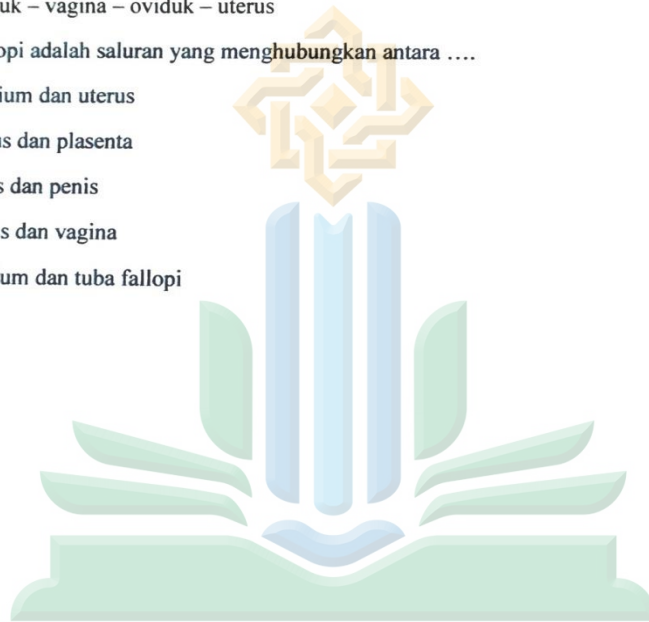 uk – vagina – oviduk – uterus
opi adalah saluran yang menghubungkan antara ....
ium dan uterus
s dan plasenta
s dan penis
s dan vagina
um dan tuba fallopi